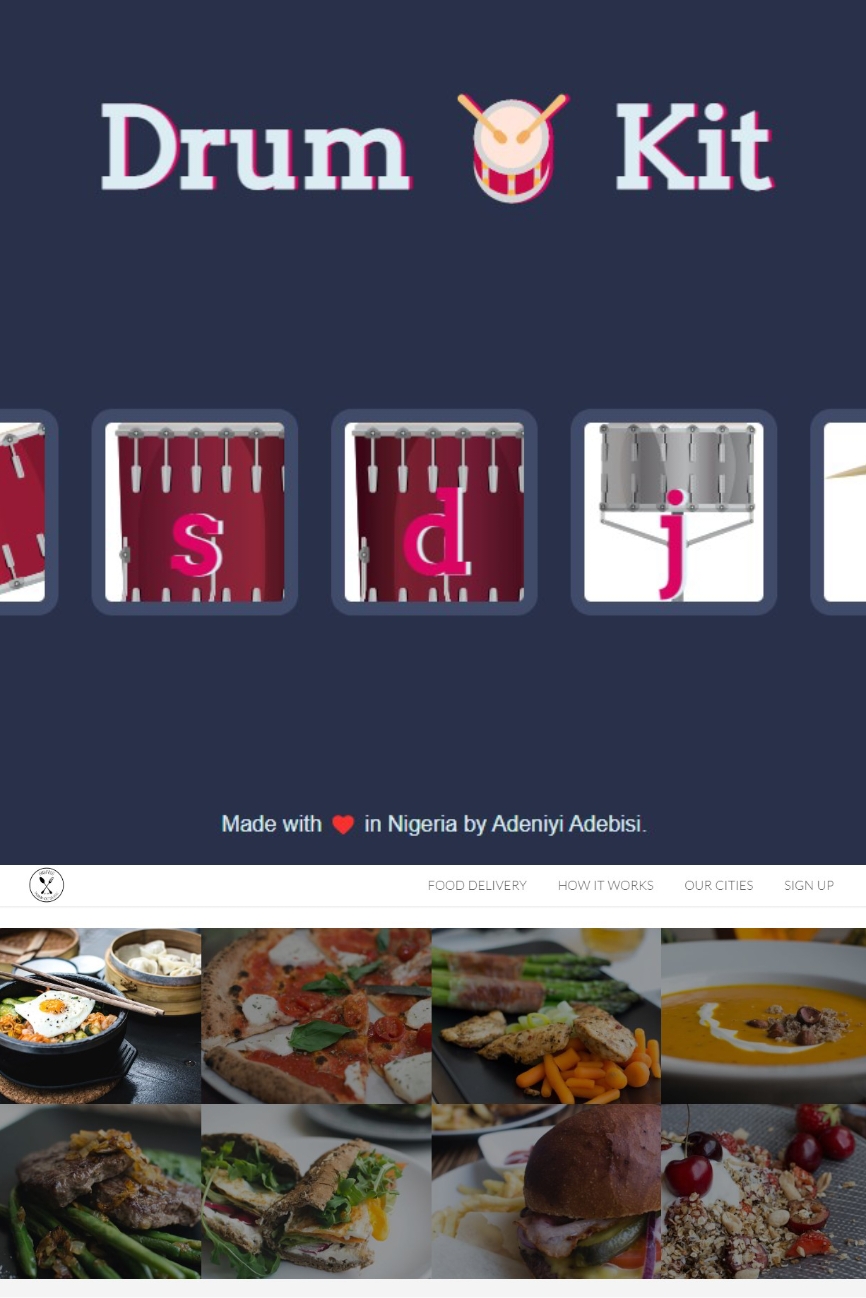 Drum Kit
s d j
Made with ❤ in Nigeria by Adeniyi Adebisi.
FOOD DELIVERY HOW IT WORKS OUR CITIES SIGN UP